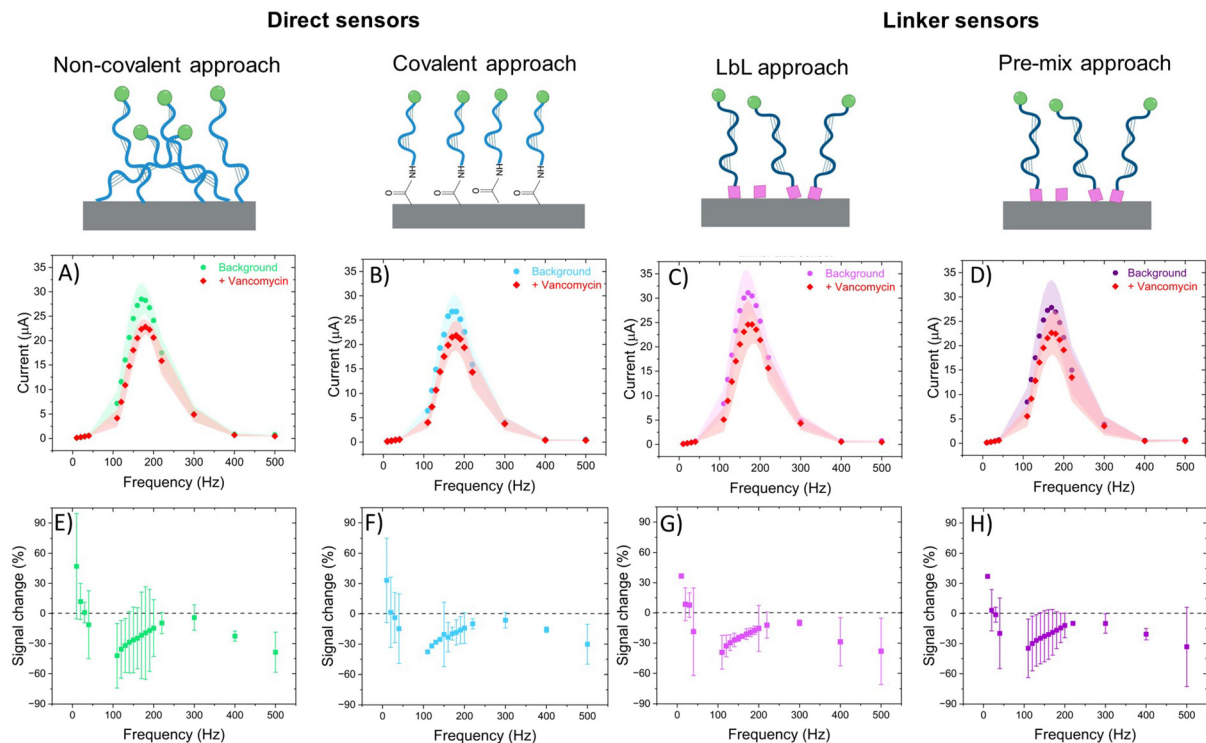 Direct sensors
Linker sensors
Non-covalent approach
Covalent approach
LbL approach
Pre-mix approach
NH
NH
NH
NH
O
O
O
O
A)
Background
+ Vancomycin
35
30
25
20
15
10
5
0
Current (μA)
0 100 200 300 400 500
Frequency (Hz)
B)
Background
+ Vancomycin
35
30
25
20
15
10
5
0
Current (μA)
0 100 200 300 400 500
Frequency (Hz)
C)
Background
+ Vancomycin
35
30
25
20
15
10
5
0
Current (μA)
0 100 200 300 400 500
Frequency (Hz)
D)
Background
+ Vancomycin
35
30
25
20
15
10
5
0
Current (μA)
0 100 200 300 400 500
Frequency (Hz)
E)
90
60
30
0
−30
−60
−90
Signal change (%)
0 100 200 300 400 500
Frequency (Hz)
F)
90
60
30
0
−30
−60
−90
Signal change (%)
0 100 200 300 400 500
Frequency (Hz)
G)
90
60
30
0
−30
−60
−90
Signal change (%)
0 100 200 300 400 500
Frequency (Hz)
H)
90
60
30
0
−30
−60
−90
Signal change (%)
0 100 200 300 400 500
Frequency (Hz)